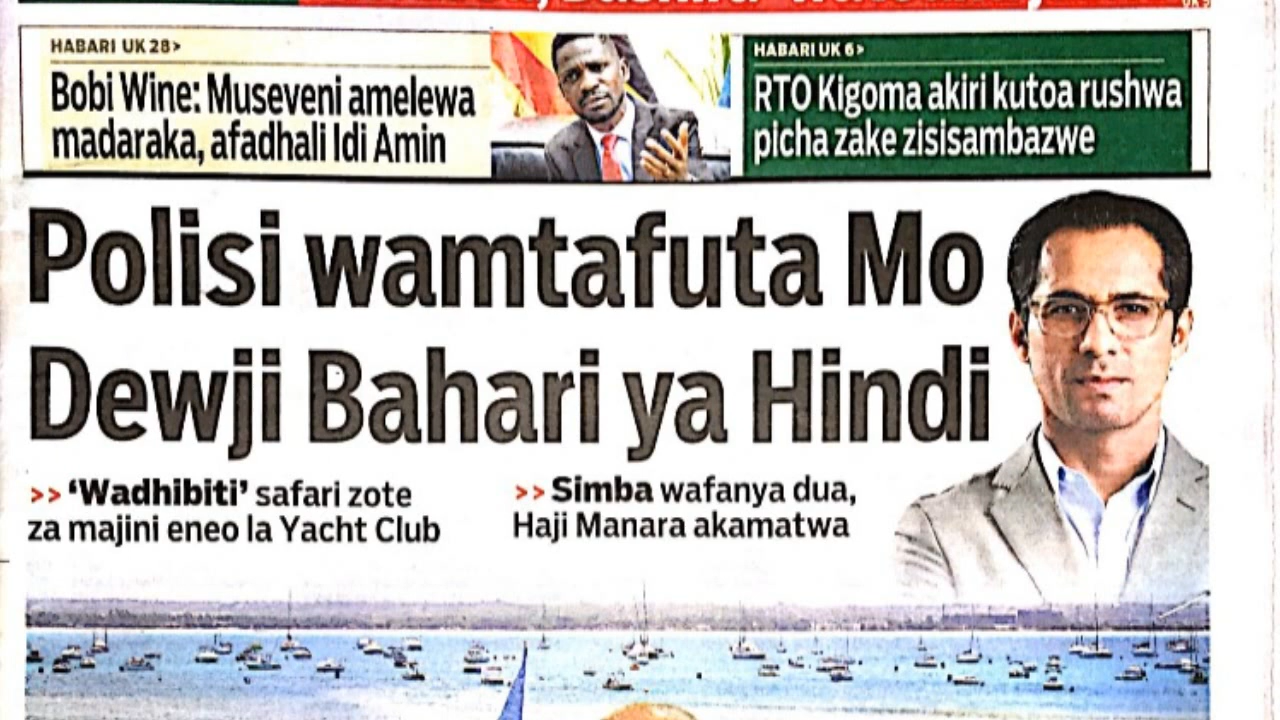 HABARI UK 28>
Bobi Wine: Museveni amelewa
madaraka, afadhali Idi Amin
HABARI UK 6>
RTO Kigoma akiri kutoa rushwa
picha zake zisisambazwe
Polisi wamtafuta Mo
Dewji Bahari ya Hindi
>> 'Wadhibiti' safari zote
za majini eneo la Yacht Club
>> Simba wafanya dua,
Haji Manara akamatwa